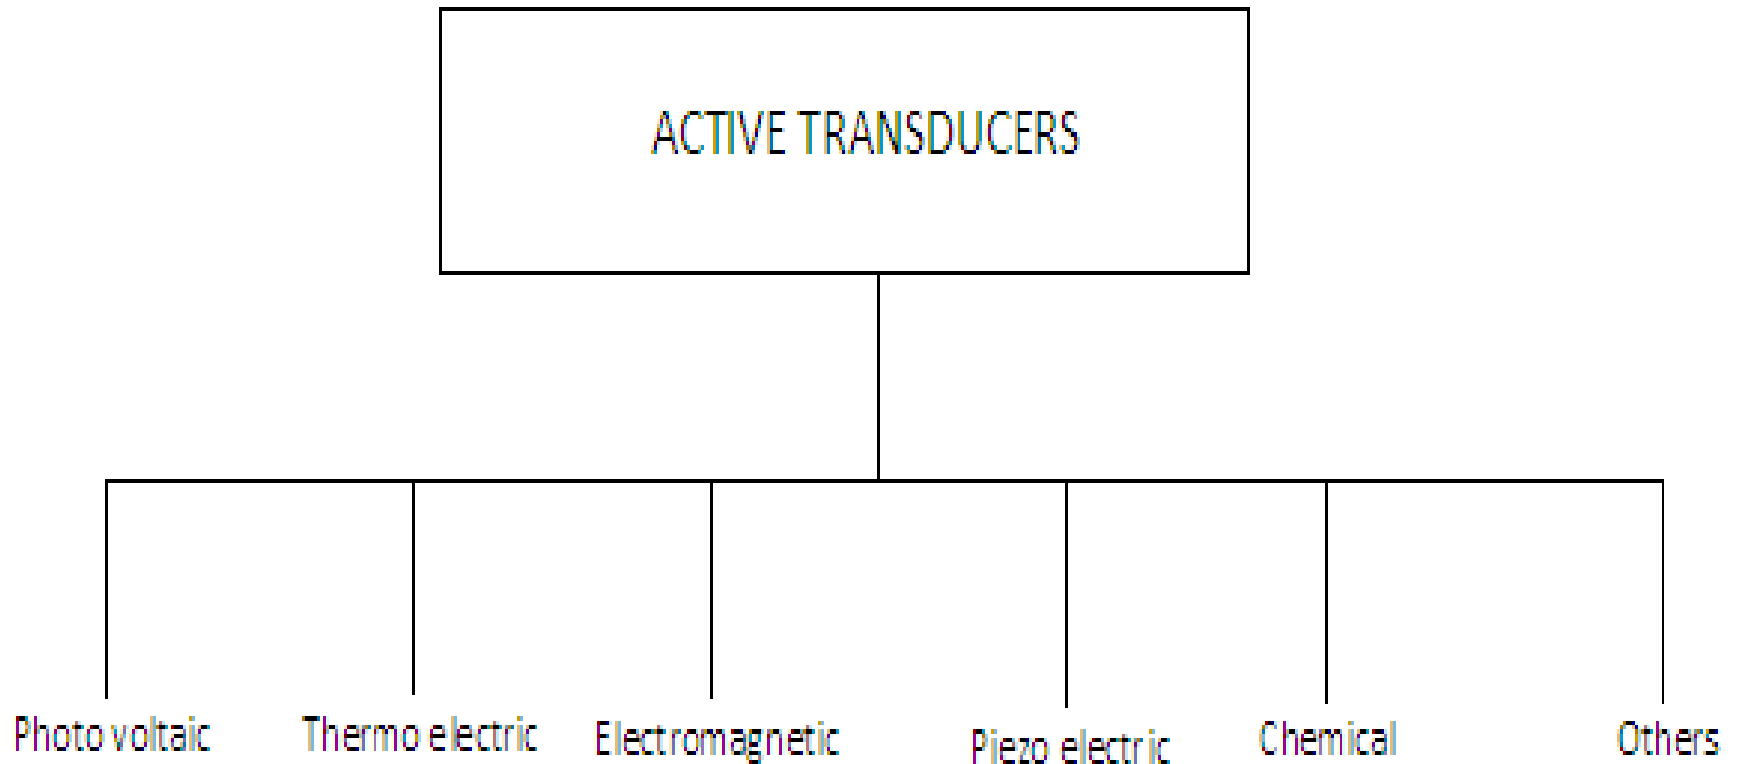 ACTIVE TRANSDUCERS
Photo voltaic
Thermo electric
Electromagnetic
Piezo electric
Chemical
Others